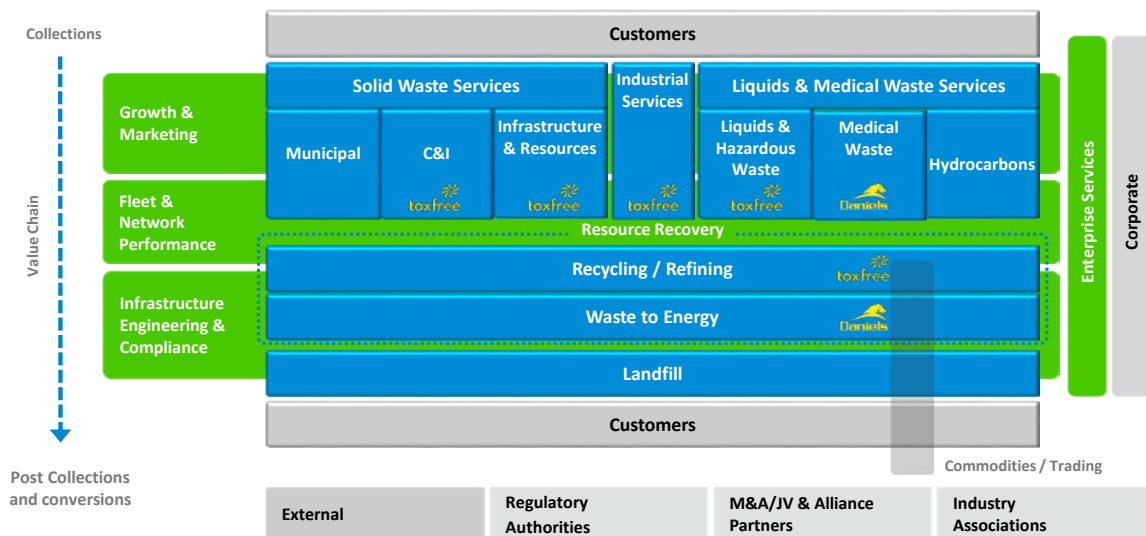 Collections
Customers
Solid Waste Services
Industrial
Services
Liquids & Medical Waste Services
Growth &
Marketing
Municipal
C&I
toxfree
Infrastructure
& Resources
toxfree
toxfree
Liquids &
Hazardous
Waste
toxfree
Medical
Waste
Daniels
Hydrocarbons
Fleet &
Network
Performance
Resource Recovery
Recycling / Refining
toxfree
Infrastructure
Engineering &
Compliance
Waste to Energy
Daniels
Landfill
Customers
Value Chain
Enterprise Services
Corporate
Commodities / Trading
Post Collections
and conversions
External
Regulatory
Authorities
M&A/JV & Alliance
Partners
Industry
Associations